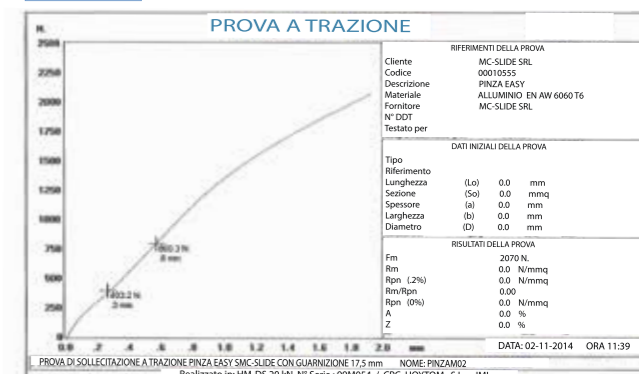 PROVA A TRAZIONE
N.
2500
2250
2000
1750
1500
1250
1000
750
500
250
0
800.3 N
.6 mm
403.2 N
.3 mm
0.0 .2 .4 .6 .8 1.0 1.2 1.4 1.6 1.8 2.0 mm
RIFERIMENTI DELLA PROVA
Cliente MC-SLIDE SRL
Codice 00010555
Descrizione PINZA EASY
Materiale ALLUMINIO EN AW 6060 T6
Fornitore MC-SLIDE SRL
N° DDT
Testato per
DATI INIZIALI DELLA PROVA
Tipo
Riferimento
Lunghezza (Lo) 0.0 mm
Sezione (So) 0.0 mmq
Spessore (a) 0.0 mm
Larghezza (b) 0.0 mm
Diametro (D) 0.0 mm
RISULTATI DELLA PROVA
Fm 2070 N.
Rm 0.0 N/mmq
Rpn (.2%) 0.0 N/mmq
Rm/Rpn 0.00
Rpn (0%) 0.0 N/mmq
A 0.0 %
Z 0.0 %
DATA: 02-11-2014 ORA 11:39
PROVA DI SOLLECITAZIONE A TRAZIONE PINZA EASY SMC-SLIDE CON GUARNIZIONE 17,5 mm NOME: PINZAM02